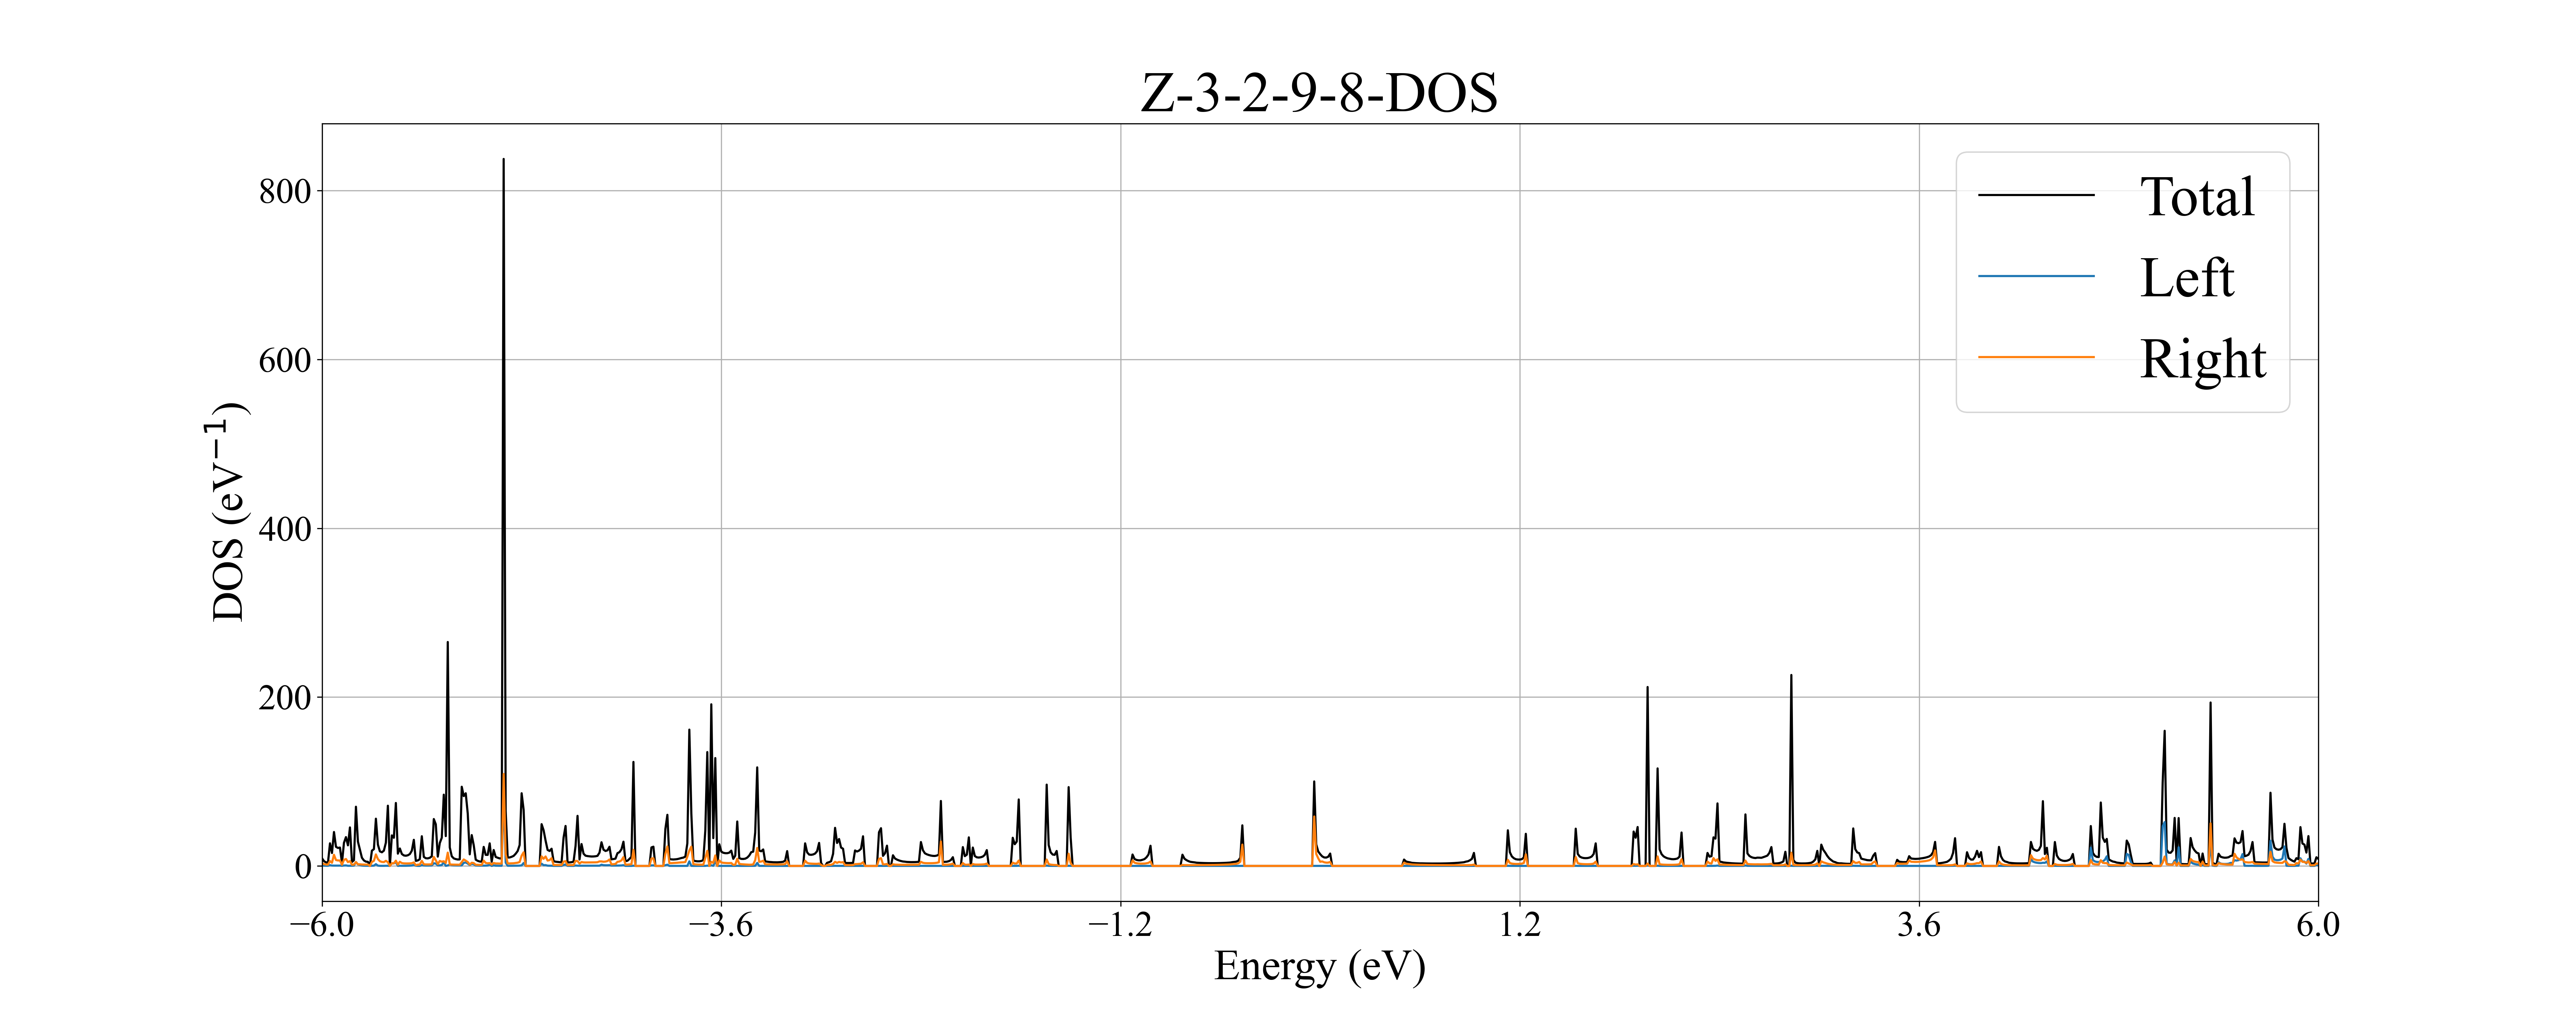 Z-3-2-9-8-DOS
800
600
400
200
0
DOS (eV⁻¹)
Total
Left
Right
−6.0
−3.6
−1.2
1.2
3.6
6.0
Energy (eV)